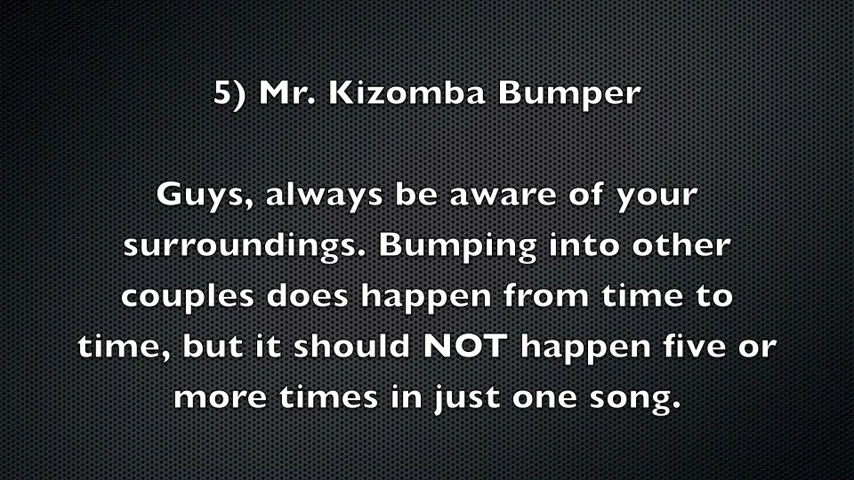 5) Mr. Kizomba Bumper
Guys, always be aware of your
surroundings. Bumping into other
couples does happen from time to
time, but it should NOT happen five or
more times in just one song.